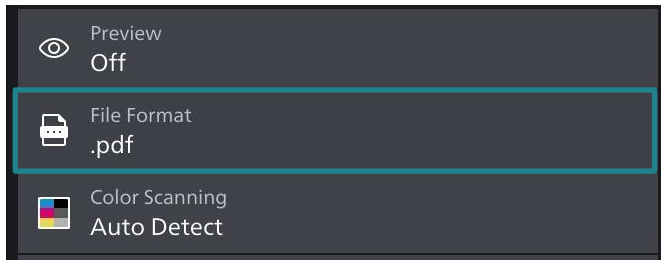 Preview
Off
File Format
.pdf
Color Scanning
Auto Detect